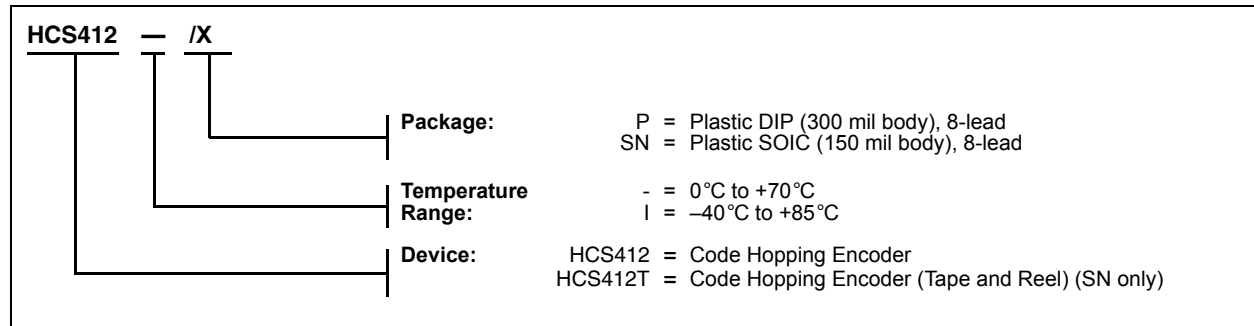 HCS412 — /X
Package: P = Plastic DIP (300 mil body), 8-lead
SN = Plastic SOIC (150 mil body), 8-lead
Temperature - = 0°C to +70°C
Range: I = –40°C to +85°C
Device: HCS412 = Code Hopping Encoder
HCS412T = Code Hopping Encoder (Tape and Reel) (SN only)